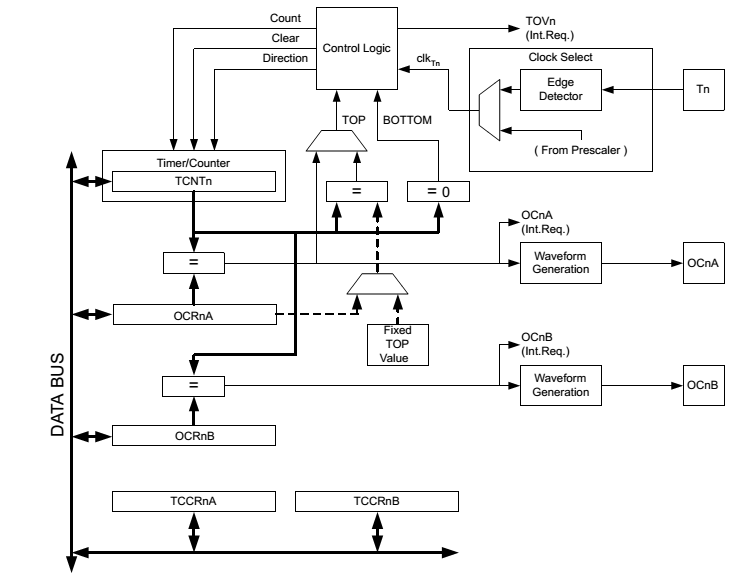 Count
Clear
Direction
Control Logic
TOVn
(Int.Req.)
clkTn
Clock Select
Edge
Detector
Tn
( From Prescaler )
TOP
BOTTOM
Timer/Counter
TCNTn
=
= 0
OCnA
(Int.Req.)
=
Waveform
Generation
OCnA
OCRnA
Fixed
TOP
Value
OCnB
(Int.Req.)
=
Waveform
Generation
OCnB
DATA BUS
OCRnB
TCCRnA
TCCRnB